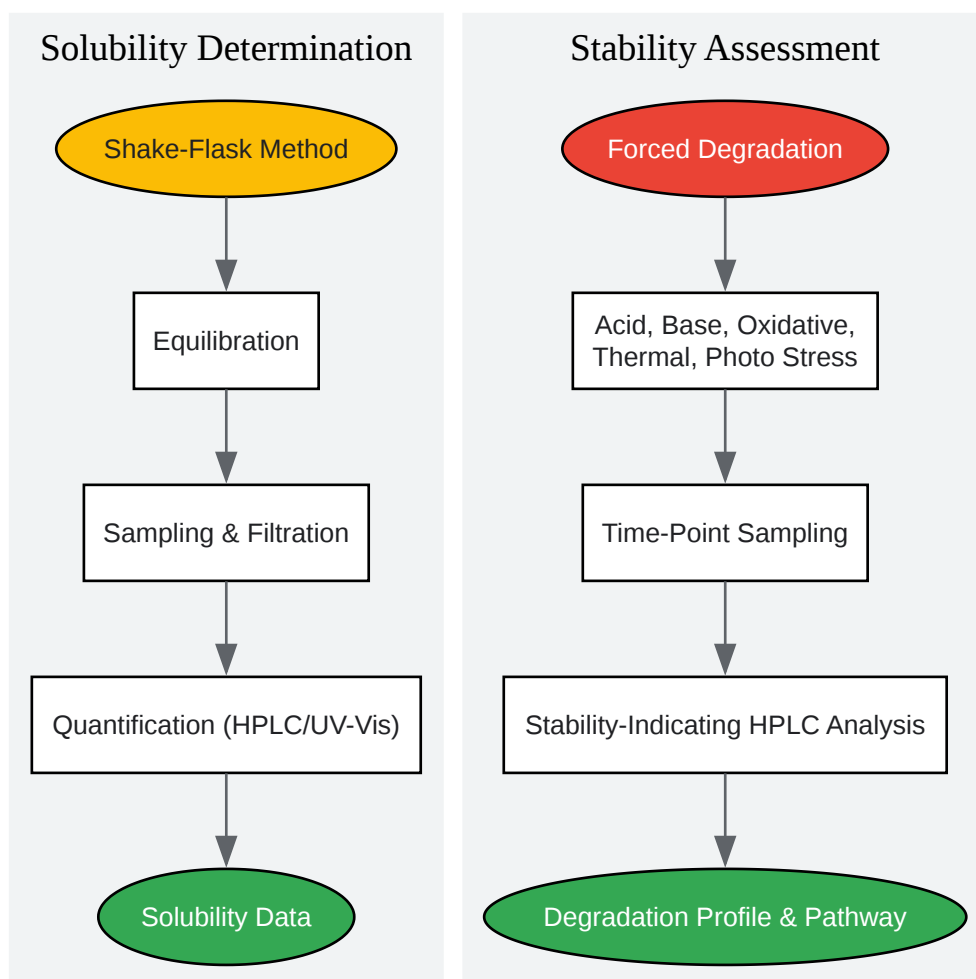 Solubility Determination
Shake-Flask Method
Equilibration
Sampling & Filtration
Quantification (HPLC/UV-Vis)
Solubility Data
Stability Assessment
Forced Degradation
Acid, Base, Oxidative,
Thermal, Photo Stress
Time-Point Sampling
Stability-Indicating HPLC Analysis
Degradation Profile & Pathway